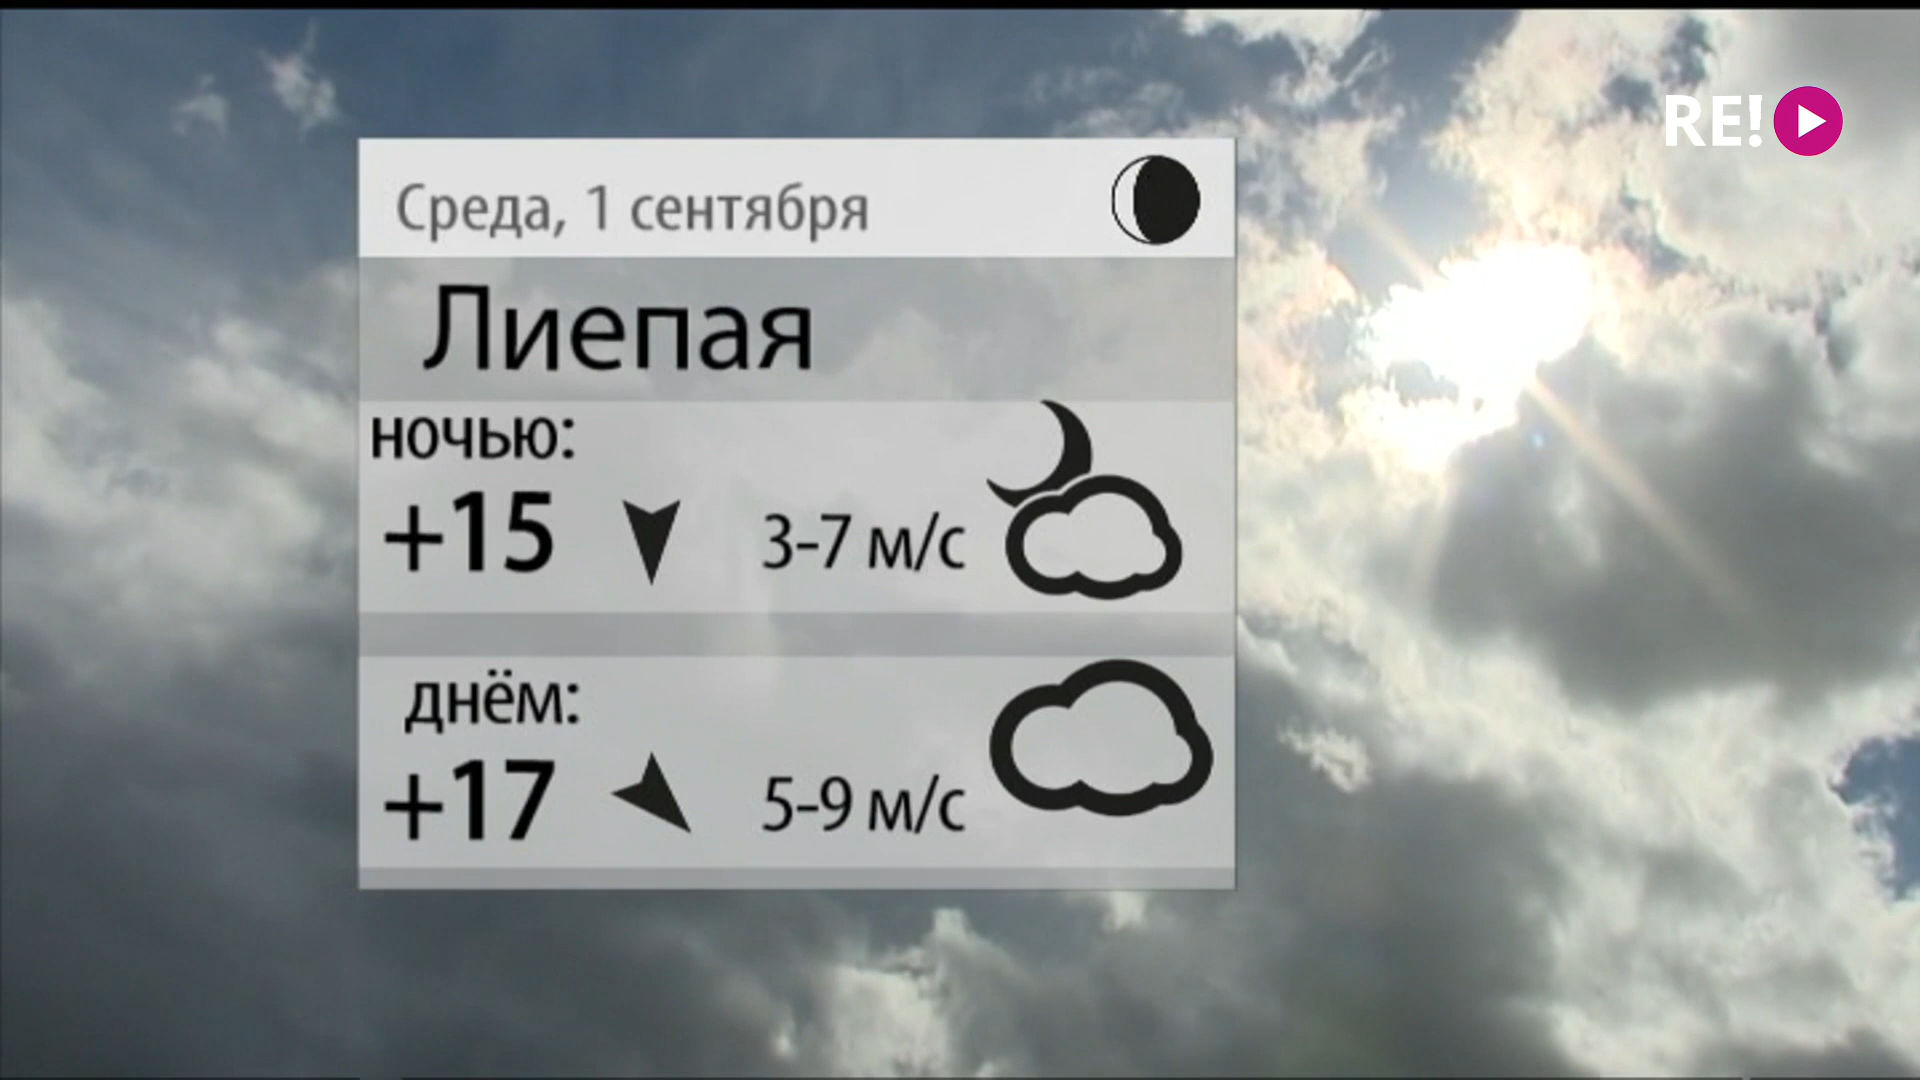 RE!
Среда, 1 сентября
Лиепая
ночью:
+15 3-7 м/с
днём:
+17 5-9 м/с